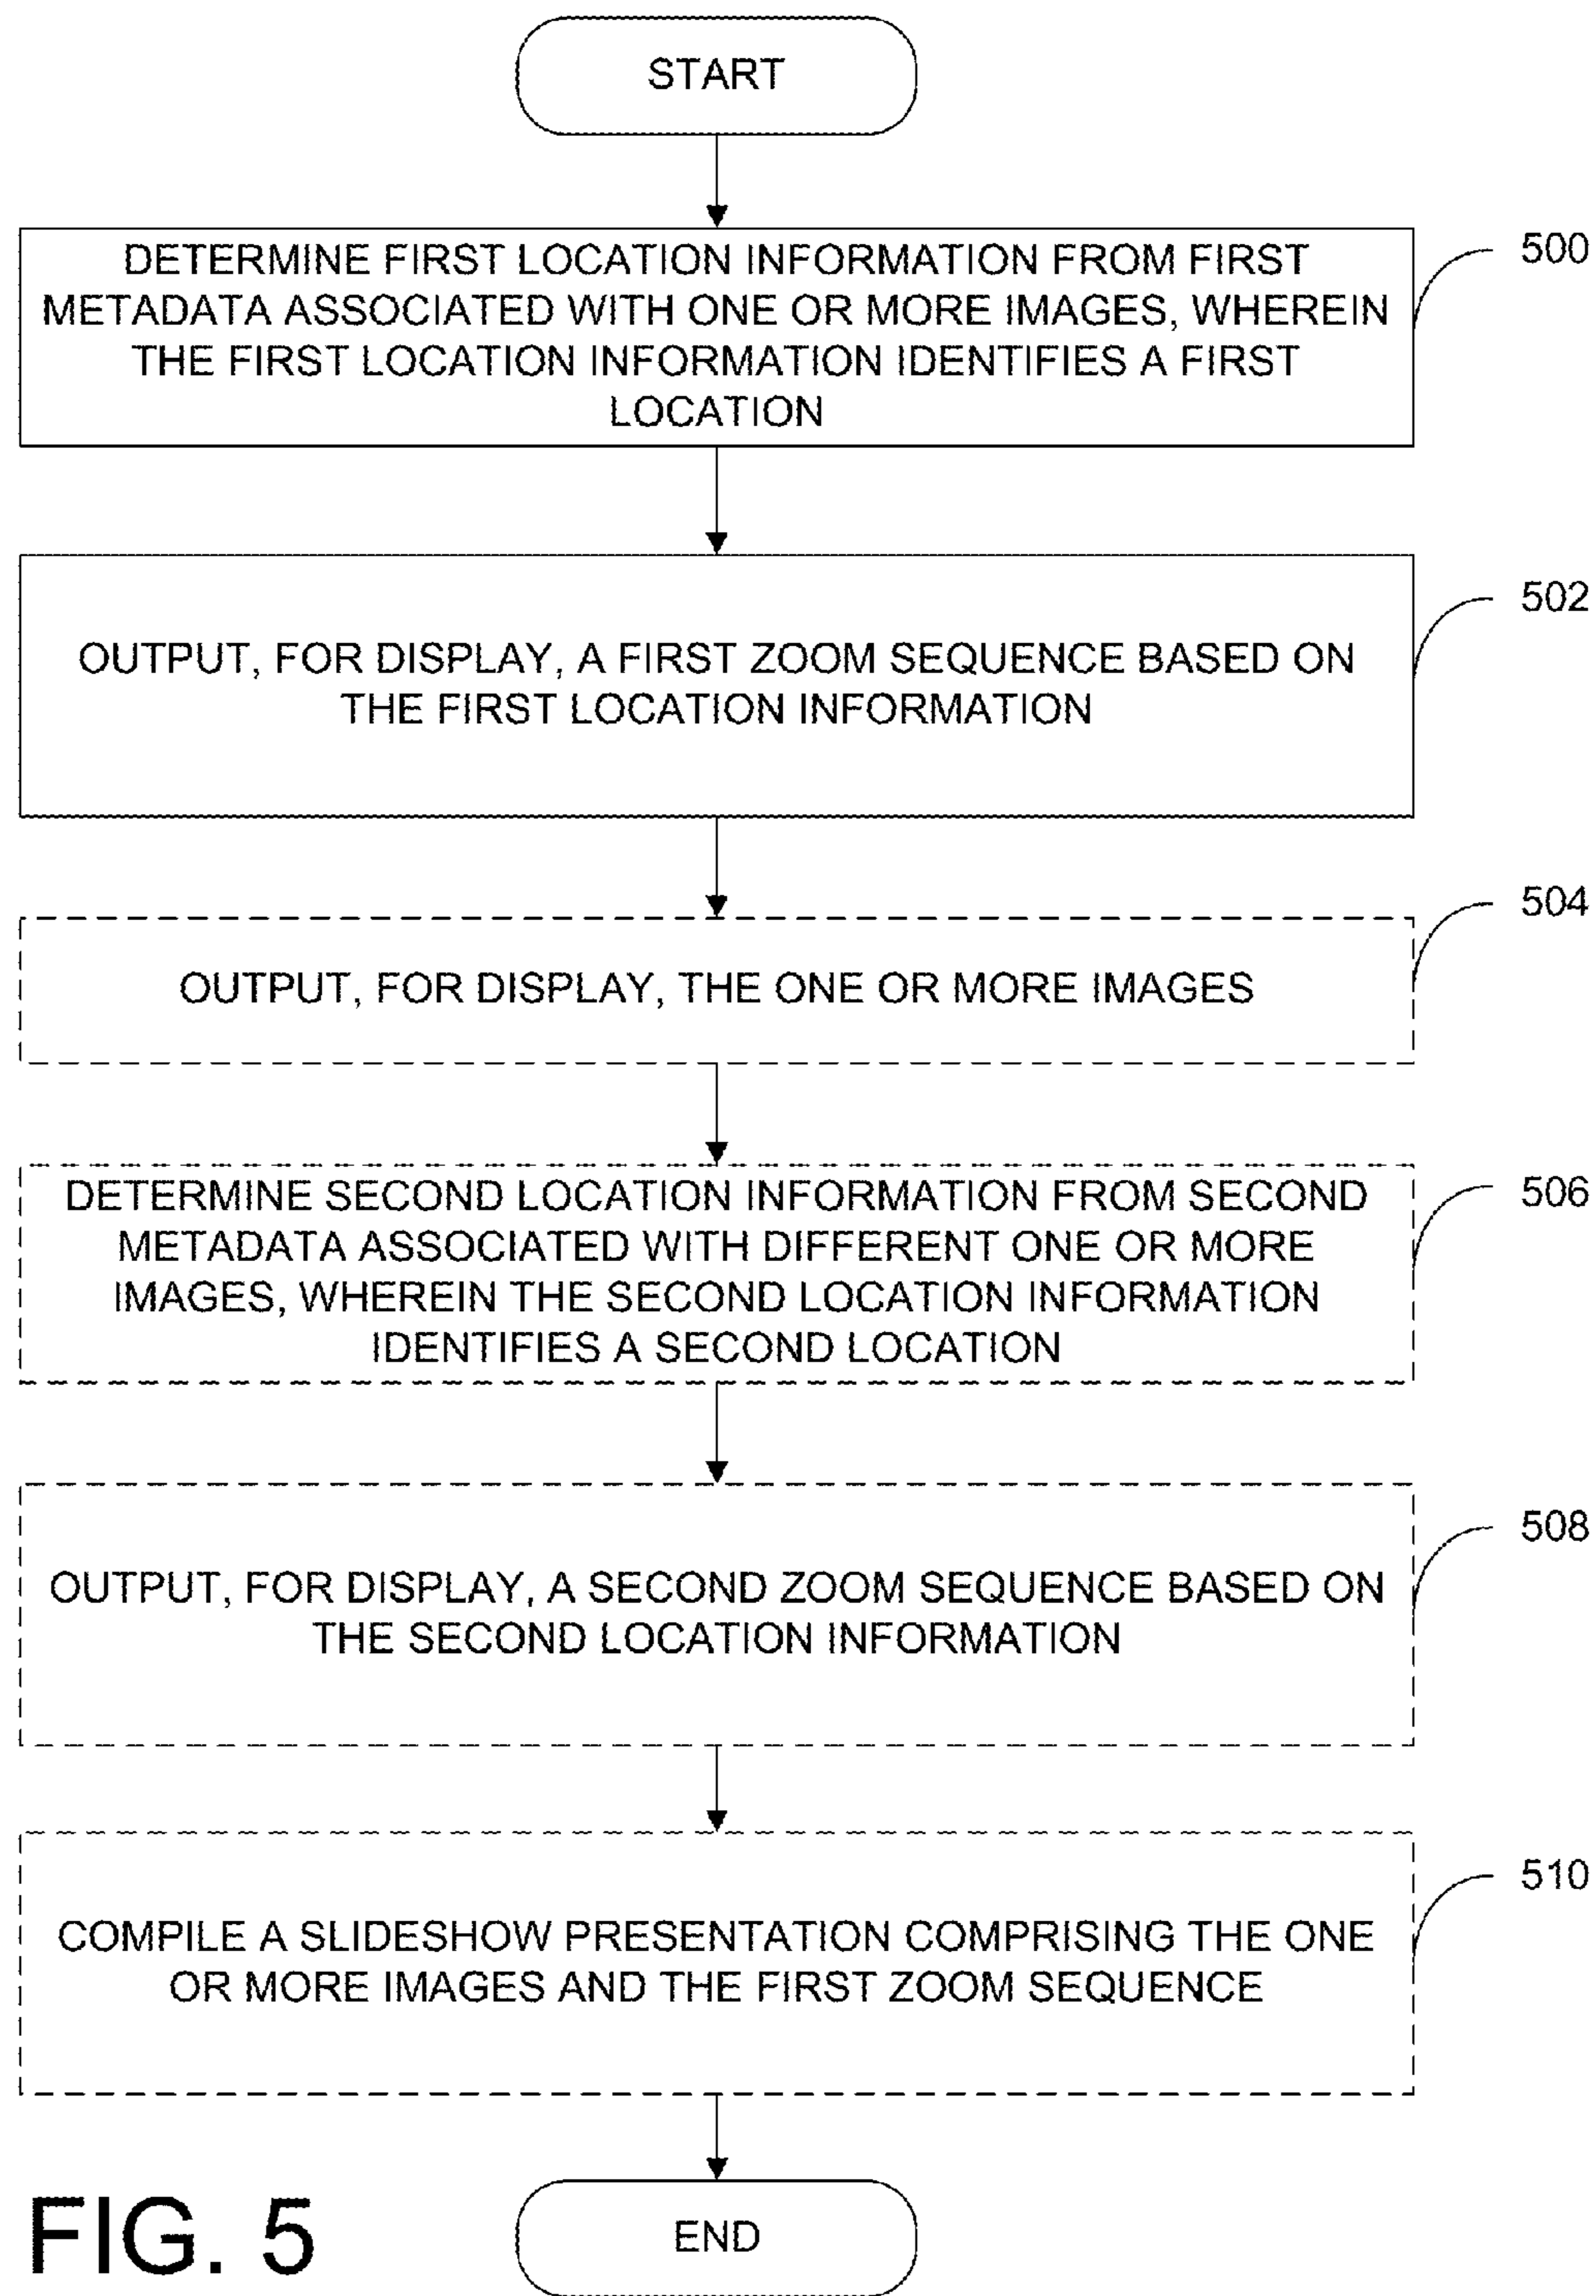 START
DETERMINE FIRST LOCATION INFORMATION FROM FIRST
METADATA ASSOCIATED WITH ONE OR MORE IMAGES, WHEREIN
THE FIRST LOCATION INFORMATION IDENTIFIES A FIRST
LOCATION
500
OUTPUT, FOR DISPLAY, A FIRST ZOOM SEQUENCE BASED ON
THE FIRST LOCATION INFORMATION
502
OUTPUT, FOR DISPLAY, THE ONE OR MORE IMAGES
504
DETERMINE SECOND LOCATION INFORMATION FROM SECOND
METADATA ASSOCIATED WITH DIFFERENT ONE OR MORE
IMAGES, WHEREIN THE SECOND LOCATION INFORMATION
IDENTIFIES A SECOND LOCATION
506
OUTPUT, FOR DISPLAY, A SECOND ZOOM SEQUENCE BASED ON
THE SECOND LOCATION INFORMATION
508
COMPILE A SLIDESHOW PRESENTATION COMPRISING THE ONE
OR MORE IMAGES AND THE FIRST ZOOM SEQUENCE
510
END
FIG. 5